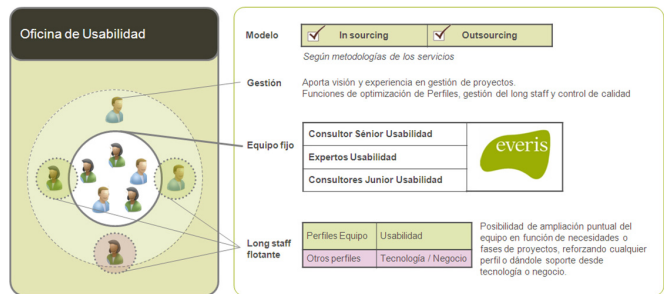 Oficina de Usabilidad
Modelo
In sourcing
Outsourcing
Según metodologías de los servicios
Gestión
Aporta visión y experiencia en gestión de proyectos.
Funciones de optimización de Perfiles, gestión del long staff y control de calidad
Equipo fijo
Consultor Sénior Usabilidad
Expertos Usabilidad
Consultores Junior Usabilidad
everis
Long staff
flotante
Perfiles Equipo
Usabilidad
Otros perfiles
Tecnología / Negocio
Posibilidad de ampliación puntual del
equipo en función de necesidades o
fases de proyectos, reforzando cualquier
perfil o dándole soporte desde
tecnología o negocio.